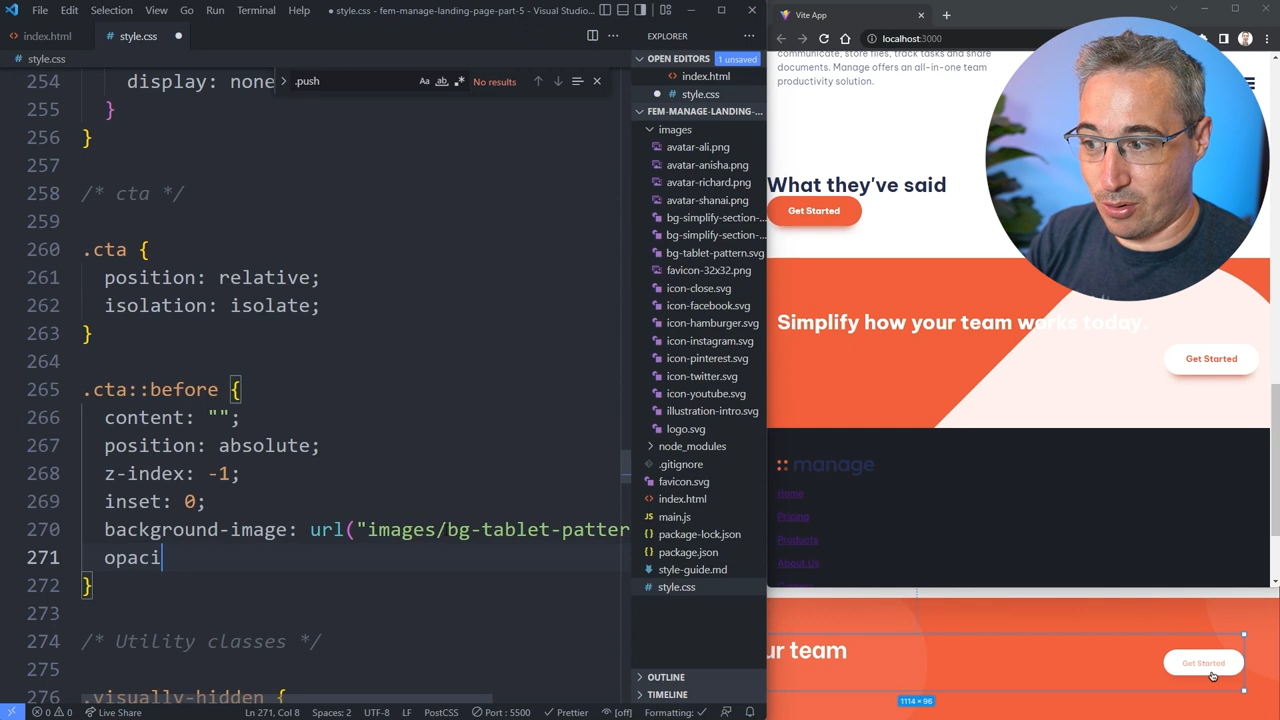 File Edit Selection View Go Run Terminal Help
style.css - fem-manage-landing-page-part-5 - Visual Studio...
index.html
style.css
style.css
.push
No results
254 display: none
255 }
256 }
257
258 /* cta */
259
260 .cta {
261 position: relative;
262 isolation: isolate;
263 }
264
265 .cta::before {
266 content: "";
267 position: absolute;
268 z-index: -1;
269 inset: 0;
270 background-image: url("images/bg-tablet-patter
271 opaci
272 }
273
274 /* Utility classes */
275
276 .visually-hidden {
EXPLORER
OPEN EDITORS 1 unsaved
index.html
style.css
FEM-MANAGE-LANDING-...
images
avatar-ali.png
avatar-anisha.png
avatar-richard.png
avatar-shanai.png
bg-simplify-section-...
bg-simplify-section-...
bg-tablet-pattern.svg
favicon-32x32.png
icon-close.svg
icon-facebook.svg
icon-hamburger.svg
icon-instagram.svg
icon-pinterest.svg
icon-twitter.svg
icon-youtube.svg
illustration-intro.svg
logo.svg
node_modules
.gitignore
favicon.svg
index.html
main.js
package-lock.json
package.json
style-guide.md
style.css
OUTLINE
TIMELINE
0 0 Live Share Ln 271, Col 8 Spaces: 2 UTF-8 LF PostCSS Port : 5500 Prettier [off] Formatting:
Vite App
localhost:3000
communicate, store files, track tasks and share
documents. Manage offers an all-in-one team
productivity solution.
What they've said
Get Started
Simplify how your team works today.
Get Started
manage
Home
Pricing
Products
About Us
ur team
Get Started
1114 × 96